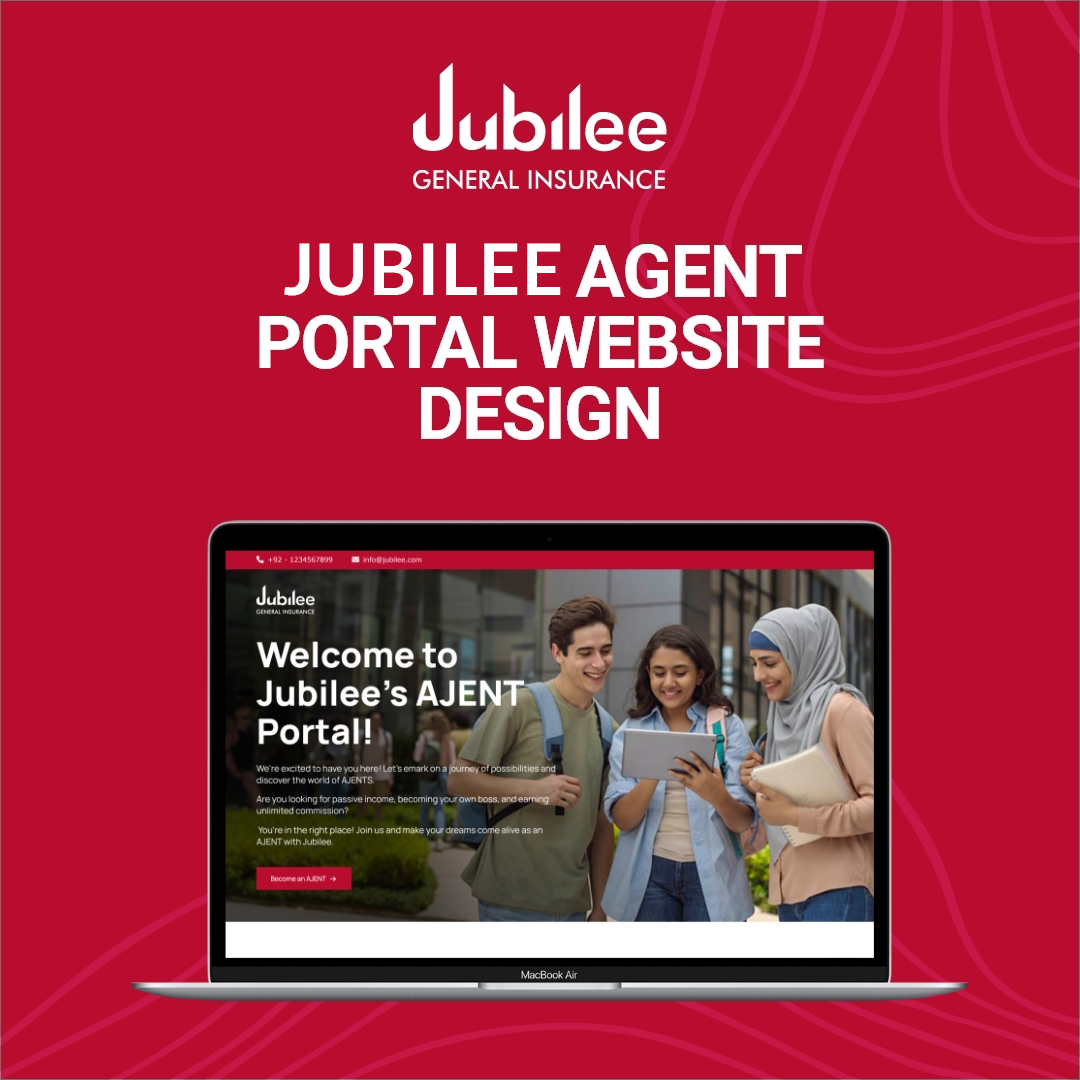 Jubilee
GENERAL INSURANCE
JUBILEE AGENT
PORTAL WEBSITE
DESIGN
+92 - 1234567899 info@jubilee.com
Jubilee
GENERAL INSURANCE
Welcome to
Jubilee's AJENT
Portal!
We're excited to have you here! Let's emark on a journey of possibilities and
discover the world of AJENTS.
Are you looking for passive income, becoming your own boss, and earning
unlimited commission?
You're in the right place! Join us and make your dreams come alive as an
AJENT with Jubilee.
Become an AJENT →
MacBook Air